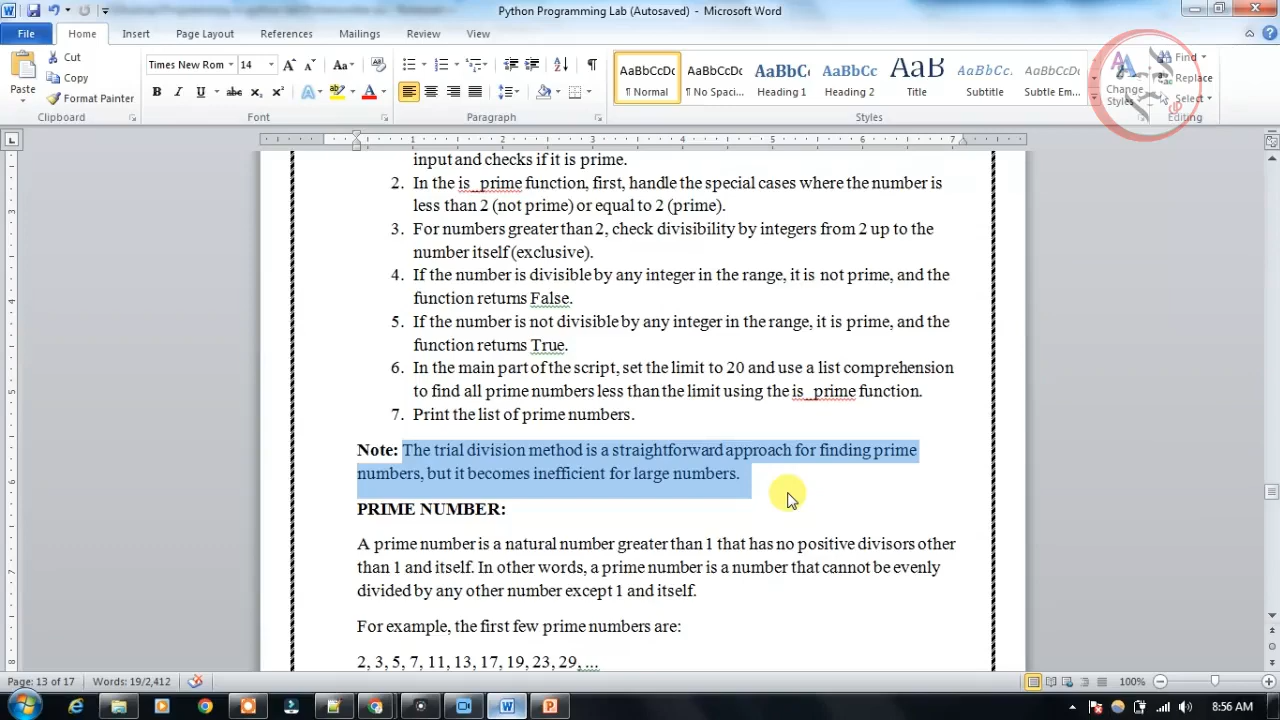 Python Programming Lab (Autosaved) - Microsoft Word
File Home Insert Page Layout References Mailings Review View
Cut
Copy
Format Painter
Paste
Clipboard
Times New Rom 14
B I U abc
Font
Paragraph
AaBbCcDc AaBbCcDc AaBbC AaBbCc AaB AaBbCc. AaBbCcDc
¶ Normal ¶ No Spaci... Heading 1 Heading 2 Title Subtitle Subtle Em...
Styles
Change Styles
Find
Replace
Select
Editing
1 2 3 4 5 6 7
input and checks if it is prime.
2. In the is_prime function, first, handle the special cases where the number is
less than 2 (not prime) or equal to 2 (prime).
3. For numbers greater than 2, check divisibility by integers from 2 up to the
number itself (exclusive).
4. If the number is divisible by any integer in the range, it is not prime, and the
function returns False.
5. If the number is not divisible by any integer in the range, it is prime, and the
function returns True.
6. In the main part of the script, set the limit to 20 and use a list comprehension
to find all prime numbers less than the limit using the is_prime function.
7. Print the list of prime numbers.
Note: The trial division method is a straightforward approach for finding prime
numbers, but it becomes inefficient for large numbers.
PRIME NUMBER:
A prime number is a natural number greater than 1 that has no positive divisors other
than 1 and itself. In other words, a prime number is a number that cannot be evenly
divided by any other number except 1 and itself.
For example, the first few prime numbers are:
2, 3, 5, 7, 11, 13, 17, 19, 23, 29, ...
Page: 13 of 17 Words: 19/2,412 100%
8:56 AM